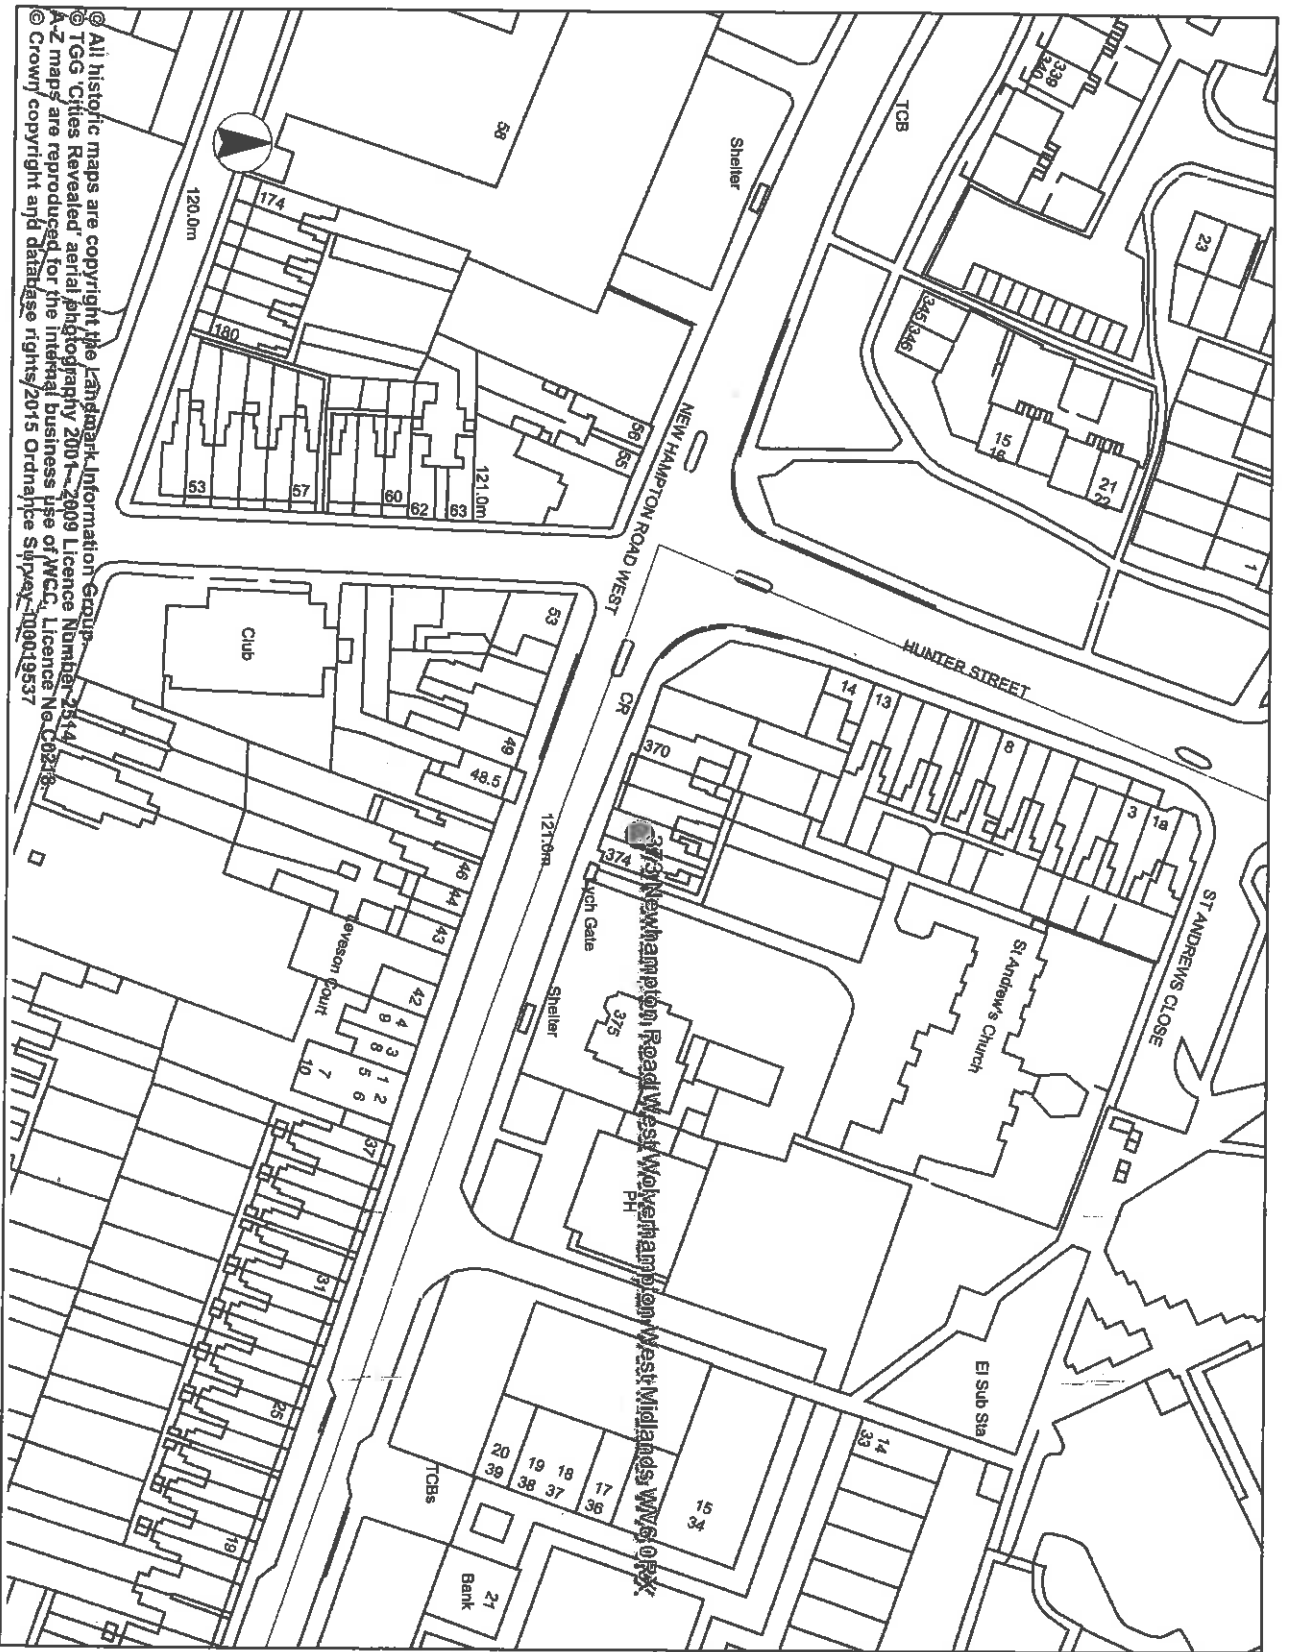 © All historic maps are copyright the Landmark Information Group.
© TGG 'Cities Revealed' aerial photography 2001 - 2009 Licence Number 2514
A-Z maps are reproduced for the internal business use of WCC, Licence No C0218.
© Crown copyright and database rights 2015 Ordnance Survey 100019537
373 Newhampton Road West Wolverhampton West Midlands WV6 0RX
339
340
TCB
Shelter
58
23
345
346
174
120.0m
180
15
16
21
22
1
NEW HAMPTON ROAD WEST
56
55
53
57
60
62
63
121.0m
HUNTER STREET
53
Club
CR
14
13
8
3
1a
370
49
48.5
121.0m
374
Lych Gate
46
44
43
ST ANDREWS CLOSE
St Andrew's Church
Leveson Court
42
4
9
3
8
1
5
2
6
7
10
Shelter
375
PH
37
31
25
19
El Sub Sta
14
33
15
34
17
36
18
37
19
38
20
39
TCBs
21
Bank